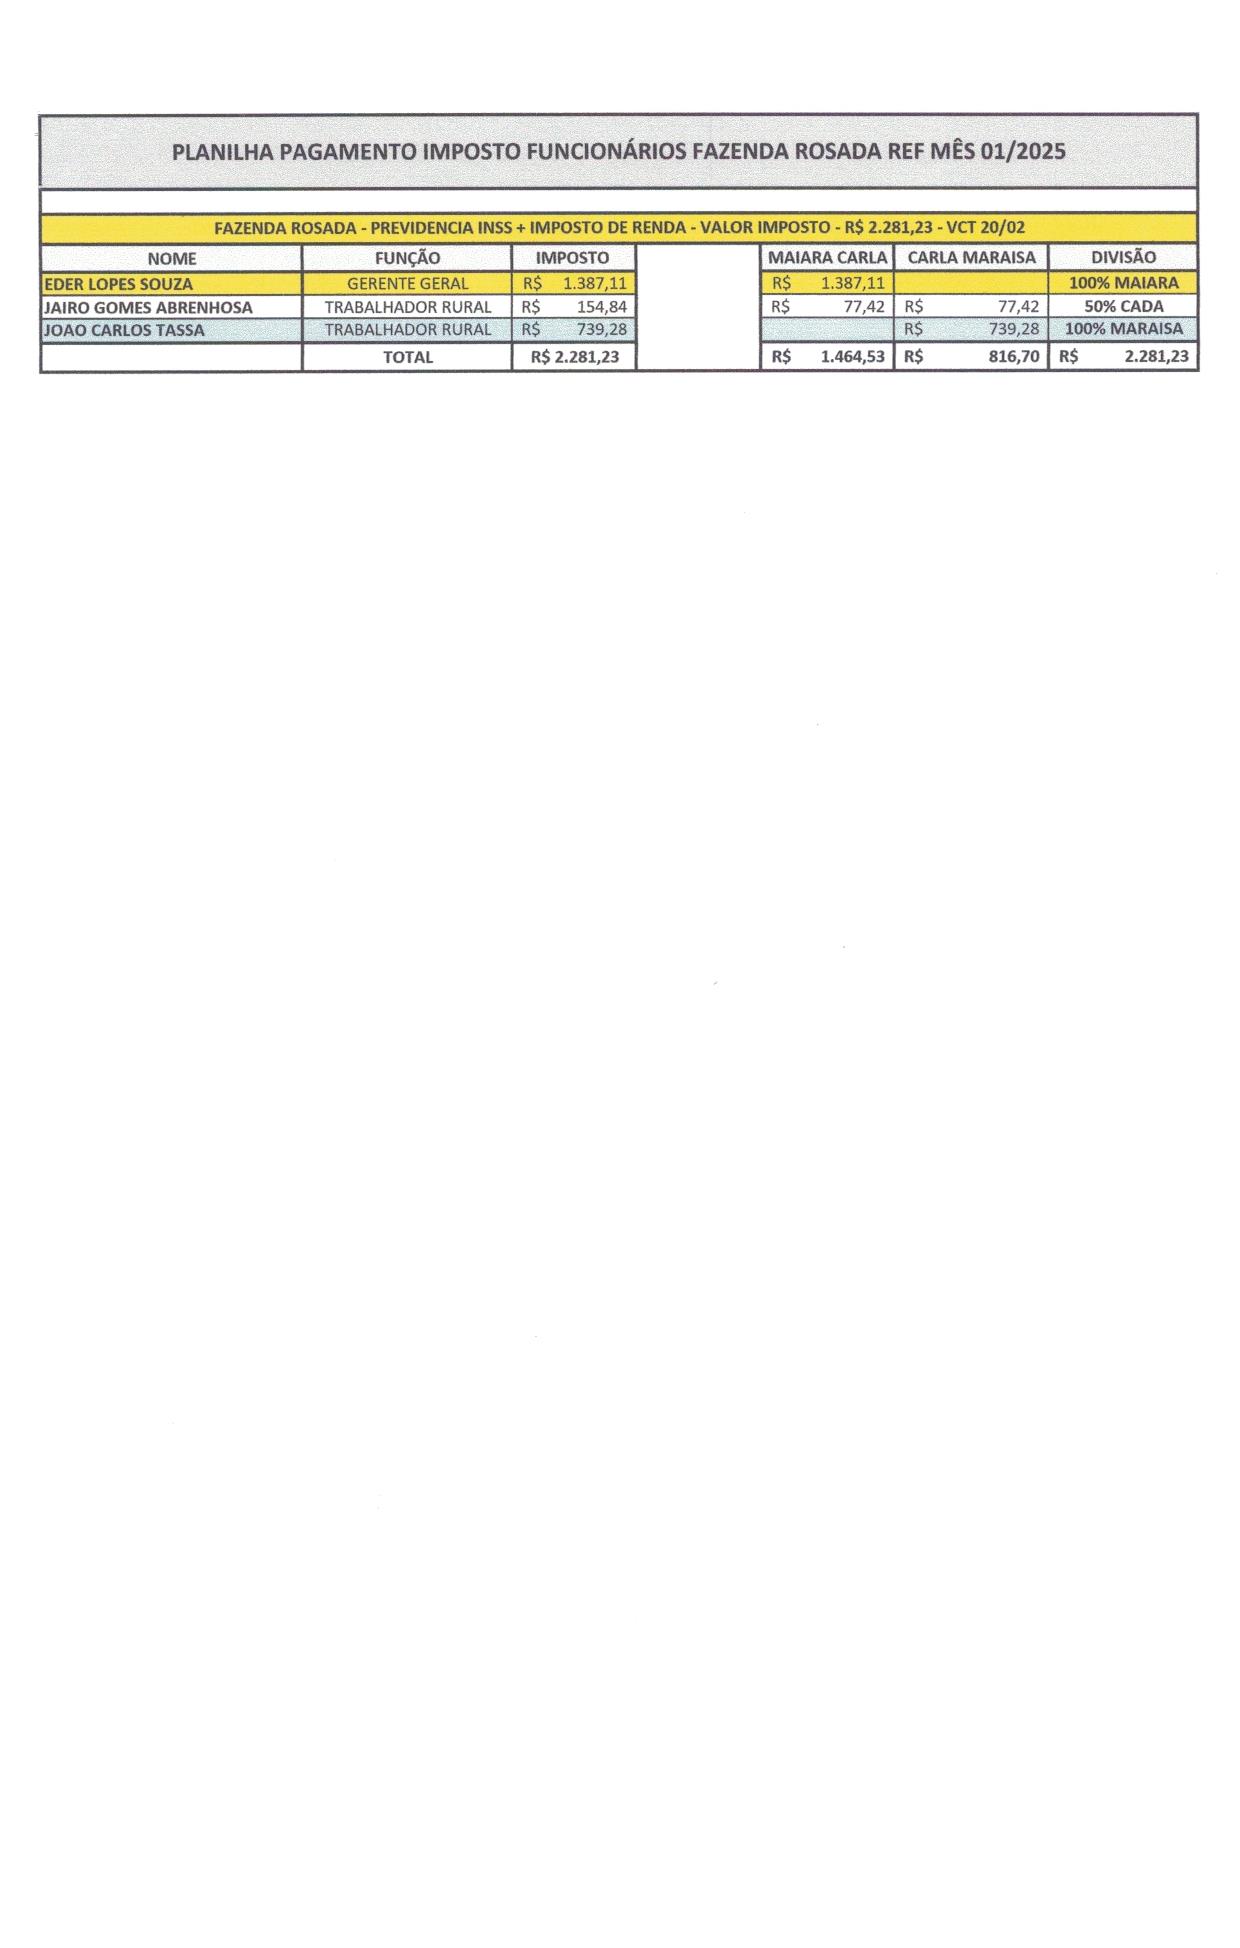 PLANILHA PAGAMENTO IMPOSTO FUNCIONÁRIOS FAZENDA ROSADA REF MÊS 01/2025
FAZENDA ROSADA - PREVIDENCIA INSS + IMPOSTO DE RENDA - VALOR IMPOSTO - R$ 2.281,23 - VCT 20/02
NOME FUNÇÃO IMPOSTO MAIARA CARLA CARLA MARAISA DIVISÃO
EDER LOPES SOUZA GERENTE GERAL R$ 1.387,11 R$ 1.387,11 100% MAIARA
JAIRO GOMES ABRENHOSA TRABALHADOR RURAL R$ 154,84 R$ 77,42 R$ 77,42 50% CADA
JOAO CARLOS TASSA TRABALHADOR RURAL R$ 739,28 R$ 739,28 100% MARAISA
TOTAL R$ 2.281,23 R$ 1.464,53 R$ 816,70 R$ 2.281,23